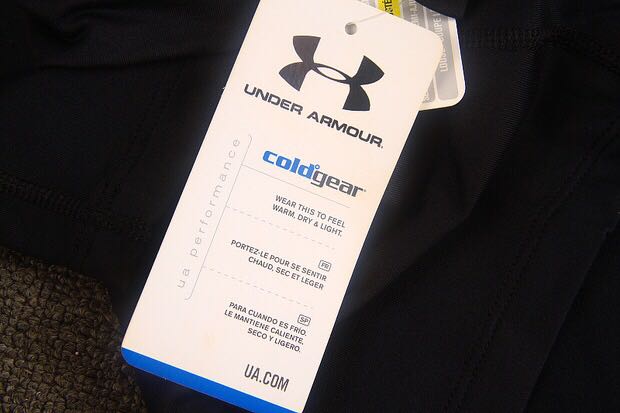 UNDER ARMOUR
coldgear
ua performance
WEAR THIS TO FEEL
WARM, DRY & LIGHT.
FR
PORTEZ-LE POUR SE SENTIR
CHAUD, SEC ET LEGER
SP
PARA CUANDO ES FRÍO.
LE MANTIENE CALIENTE,
SECO Y LIGERO.
UA.COM